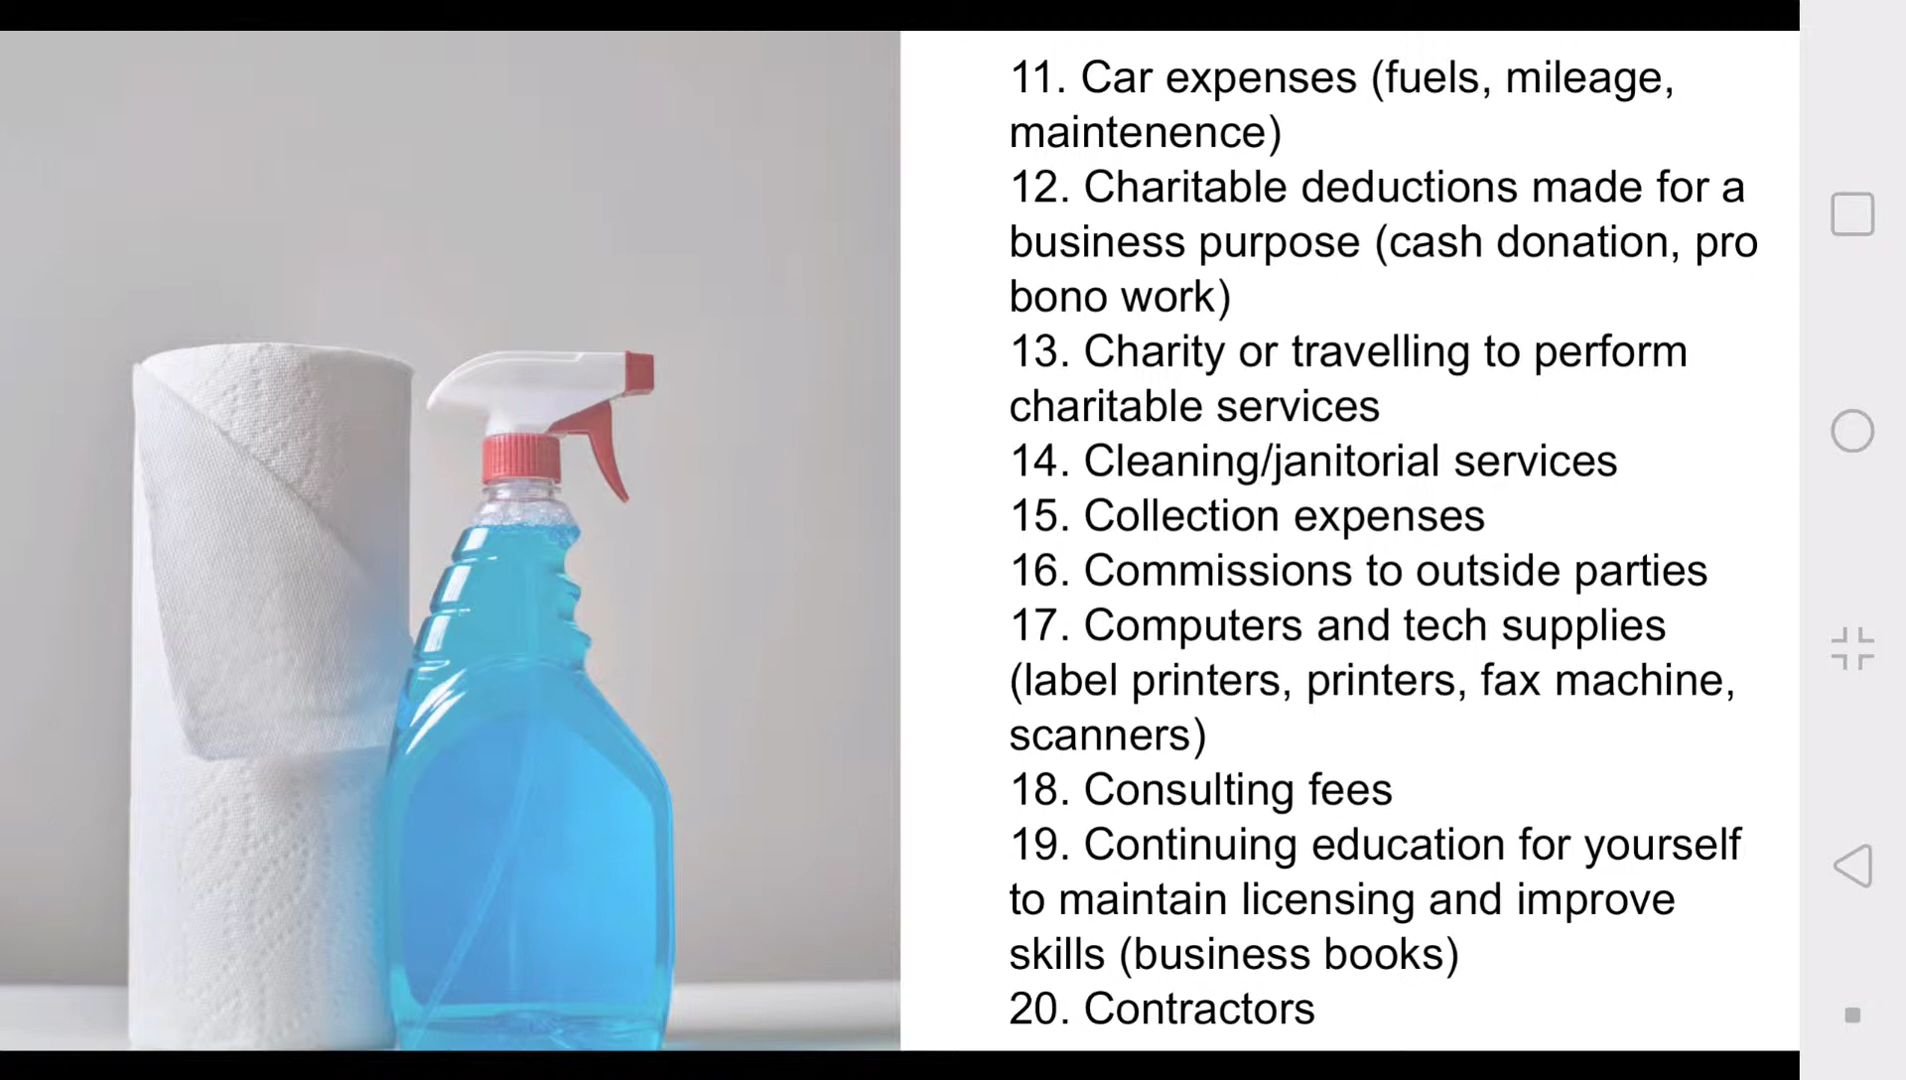 11. Car expenses (fuels, mileage,
maintenence)
12. Charitable deductions made for a
business purpose (cash donation, pro
bono work)
13. Charity or travelling to perform
charitable services
14. Cleaning/janitorial services
15. Collection expenses
16. Commissions to outside parties
17. Computers and tech supplies
(label printers, printers, fax machine,
scanners)
18. Consulting fees
19. Continuing education for yourself
to maintain licensing and improve
skills (business books)
20. Contractors